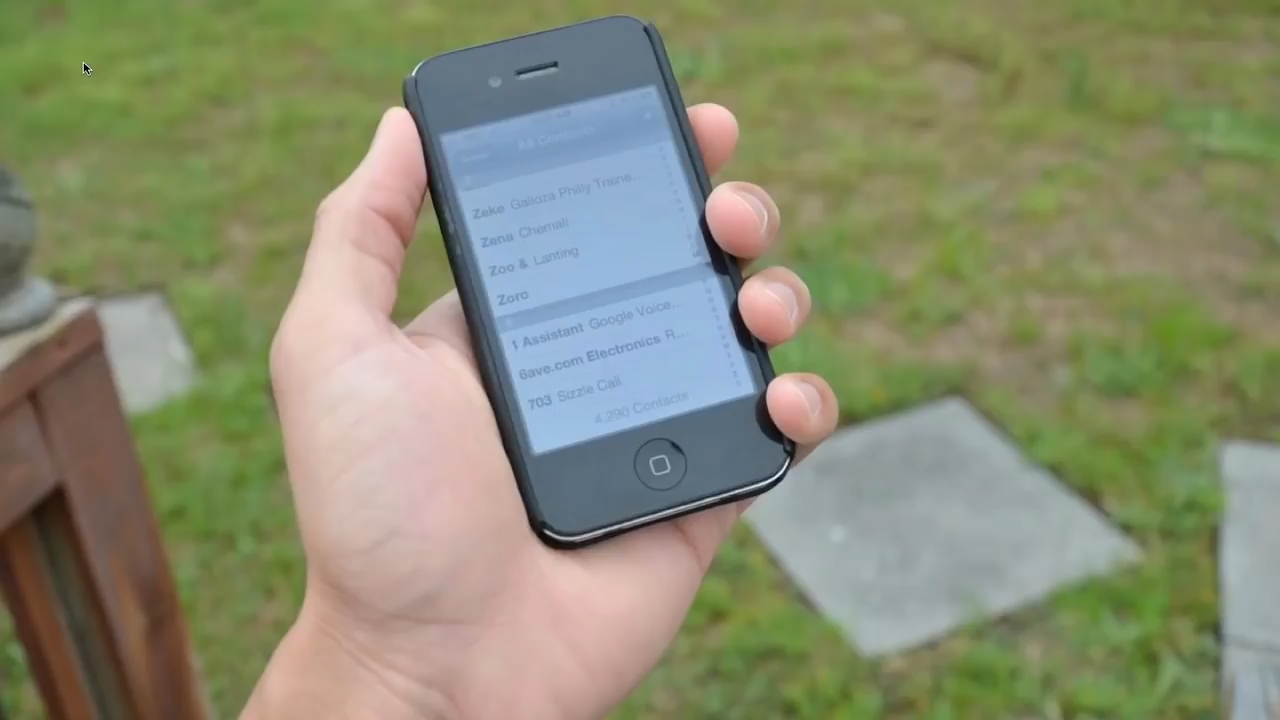 All Contacts
Zeke Galloza Philly Traine...
Zena Chemali
Zoo & Lanting
Zoro
1 Assistant Google Voice...
6ave.com Electronics R...
703 Sizzle Call
4,290 Contacts